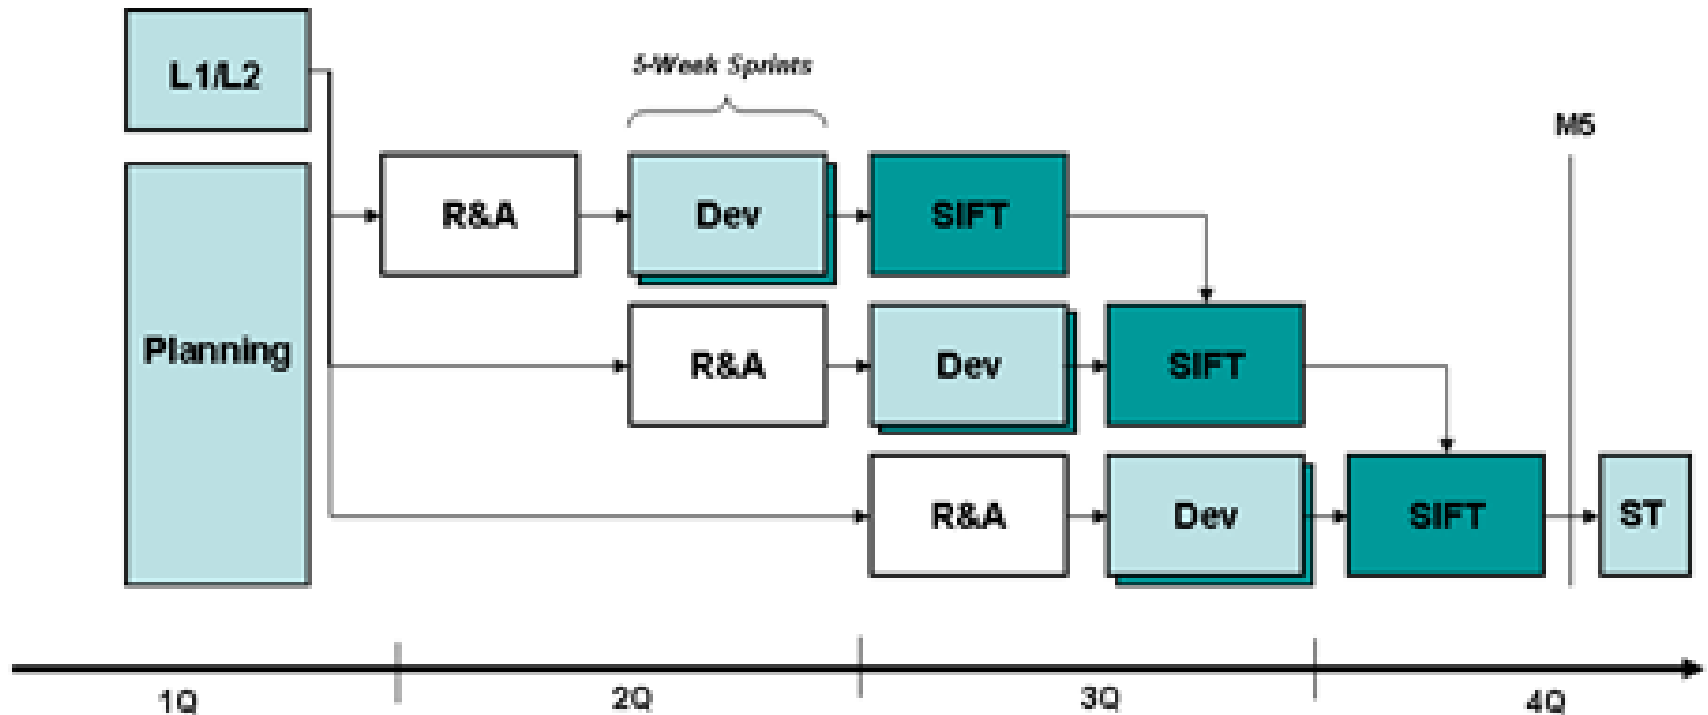 L1/L2
5-Week Sprints
M5
R&A
Dev
SIFT
Planning
R&A
Dev
SIFT
R&A
Dev
SIFT
ST
1Q
2Q
3Q
4Q